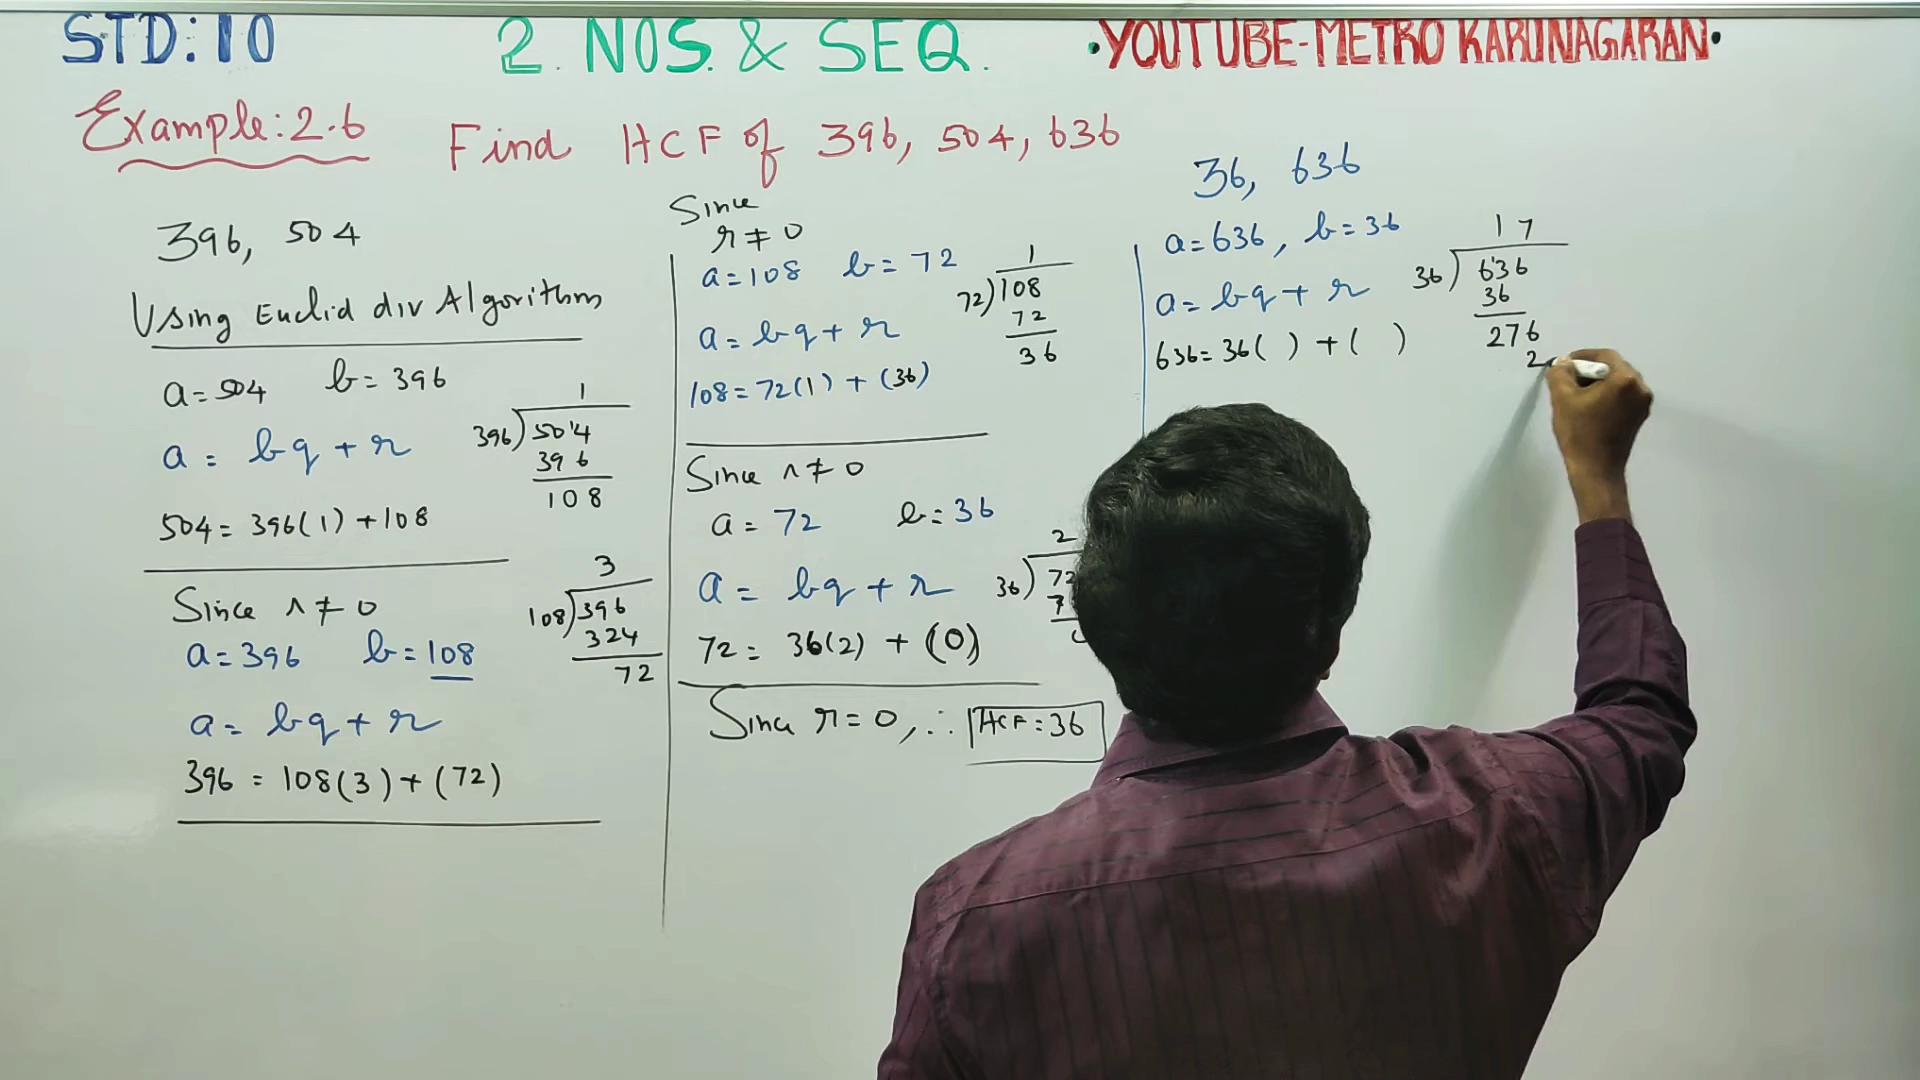 STD: 10
2. NOS. & SEQ.
·YOUTUBE-METRO KARUNAGARAN·
Example: 2.6 Find HCF of 396, 504, 636
396, 504
Using Euclid div Algorithm
a = 504 b = 396
a = bq + r
504 = 396(1) + 108
1
396) 504
396
108
Since r ≠ 0
a = 396 b = 108
a = bq + r
396 = 108(3) + (72)
3
108) 396
324
72
Since
r ≠ 0
a = 108 b = 72
a = bq + r
108 = 72(1) + (36)
1
72) 108
72
36
Since r ≠ 0
a = 72 b = 36
a = bq + r
72 = 36(2) + (0)
2
36) 72
Since r = 0, ∴ HCF = 36
36, 636
a = 636, b = 36
a = bq + r
636 = 36( ) + ( )
17
36) 636
36
276
2